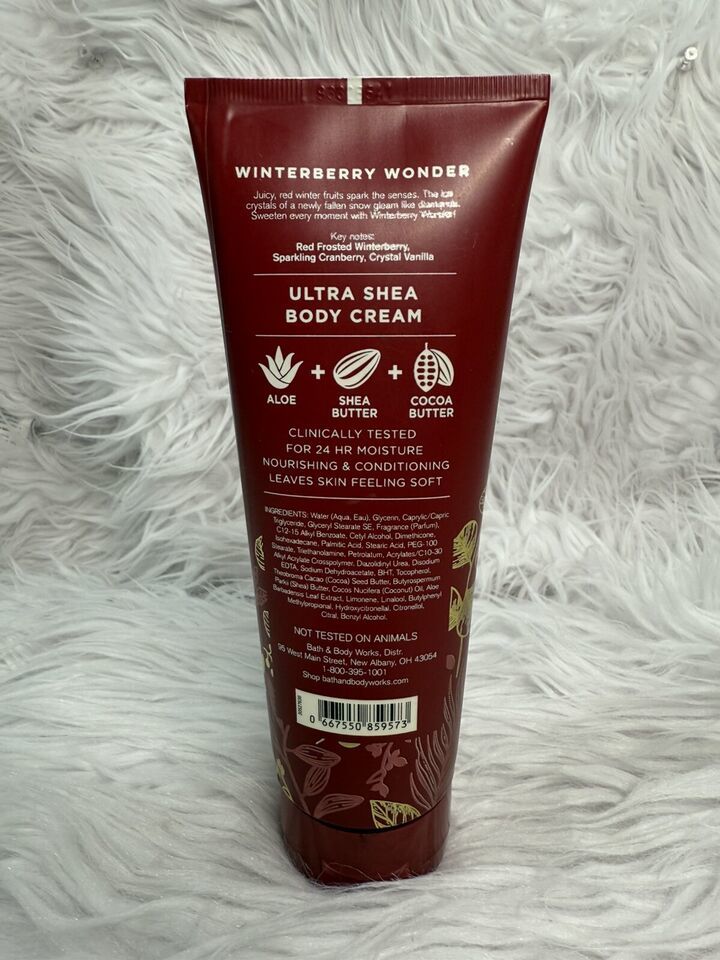 WINTERBERRY WONDER
Juicy, red winter fruits spark the senses. The ice
crystals of a newly fallen snow gleam like diamonds.
Sweeten every moment with Winterberry Wonder!
Key notes:
Red Frosted Winterberry,
Sparkling Cranberry, Crystal Vanilla
ULTRA SHEA
BODY CREAM
ALOE + SHEA BUTTER + COCOA BUTTER
CLINICALLY TESTED
FOR 24 HR MOISTURE
NOURISHING & CONDITIONING
LEAVES SKIN FEELING SOFT
INGREDIENTS: Water (Aqua, Eau), Glycerin, Caprylic/Capric
Triglyceride, Glyceryl Stearate SE, Fragrance (Parfum),
C12-15 Alkyl Benzoate, Cetyl Alcohol, Dimethicone,
Isohexadecane, Palmitic Acid, Stearic Acid, PEG-100
Stearate, Triethanolamine, Petrolatum, Acrylates/C10-30
Alkyl Acrylate Crosspolymer, Diazolidinyl Urea, Disodium
EDTA, Sodium Dehydroacetate, BHT, Tocopherol,
Theobroma Cacao (Cocoa) Seed Butter, Butyrospermum
Parkii (Shea) Butter, Cocos Nucifera (Coconut) Oil, Aloe
Barbadensis Leaf Extract, Limonene, Linalool, Butylphenyl
Methylpropional, Hydroxycitronellal, Citronellol,
Citral, Benzyl Alcohol.
NOT TESTED ON ANIMALS
Bath & Body Works, Distr.
95 West Main Street, New Albany, OH 43054
1-800-395-1001
Shop bathandbodyworks.com
0 667550 859573